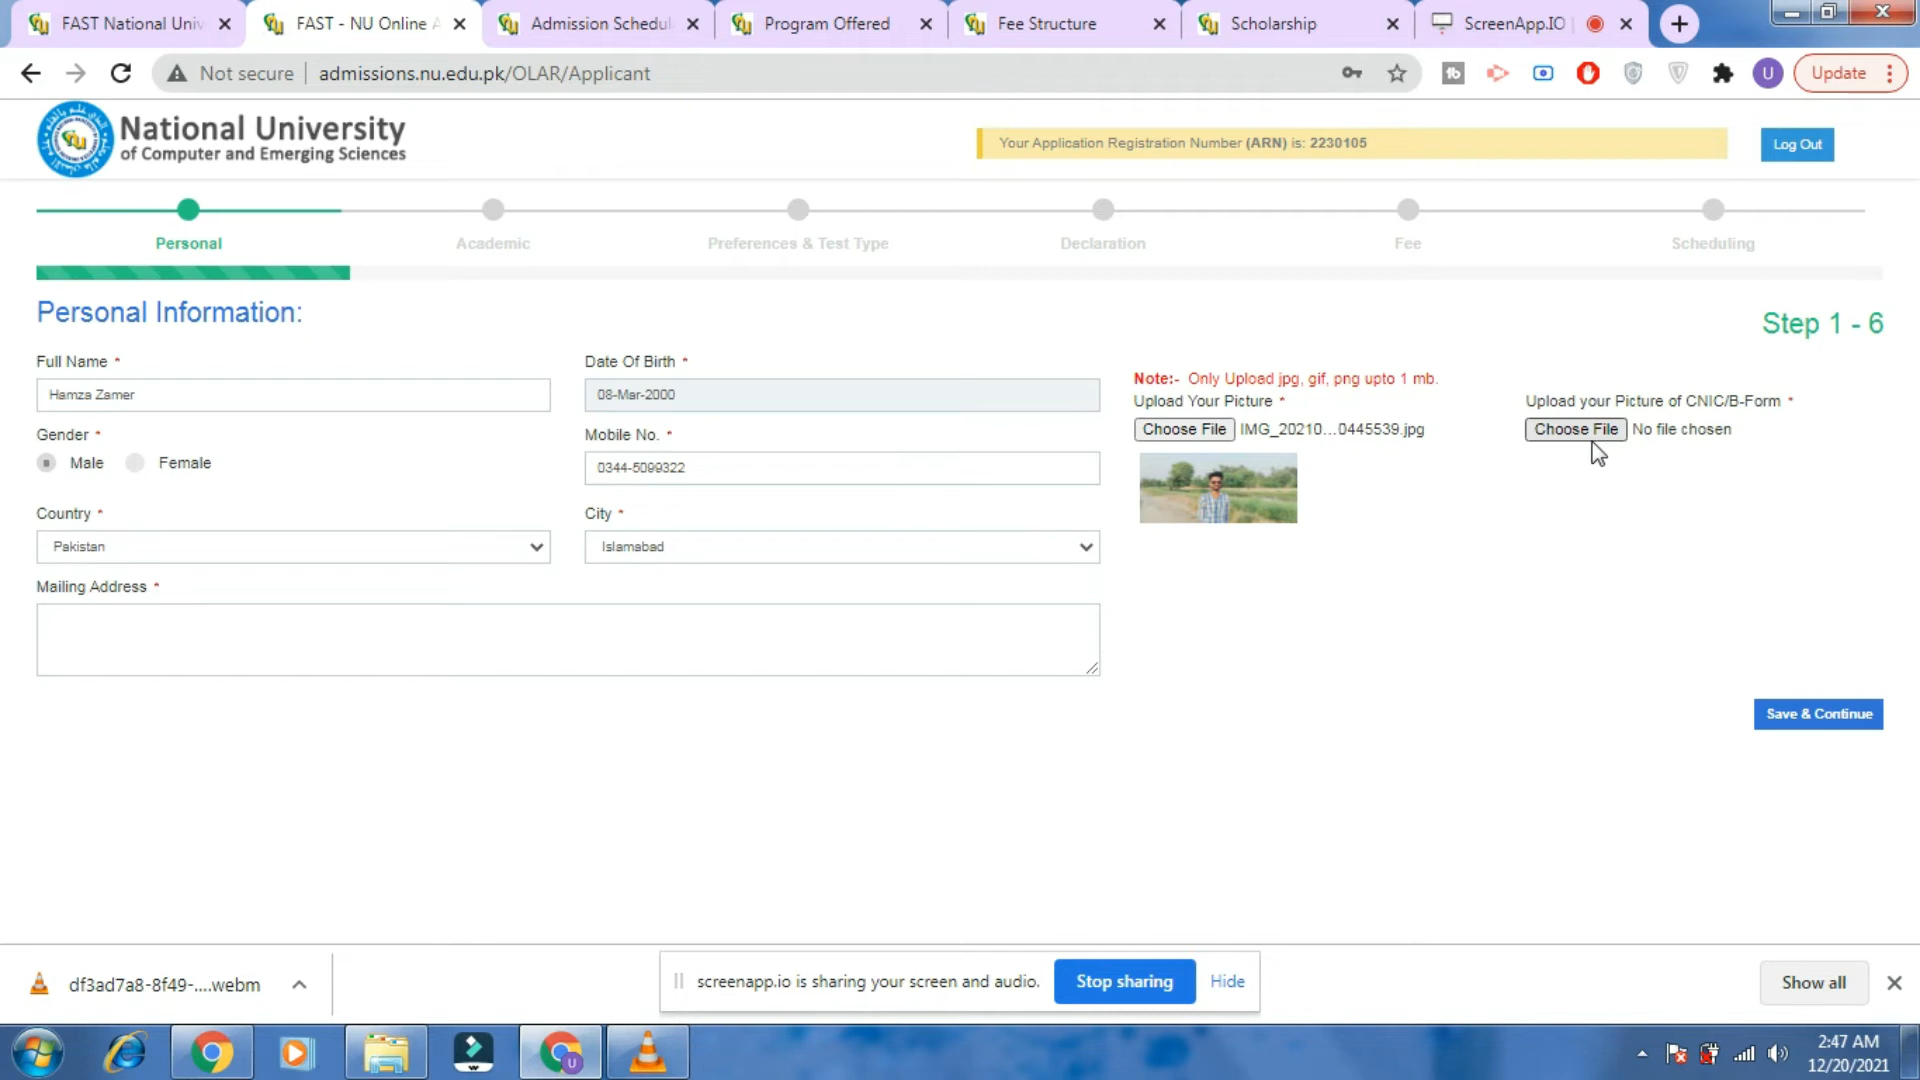 FAST National Univ
FAST - NU Online A
Admission Schedul
Program Offered
Fee Structure
Scholarship
ScreenApp.IO
Not secure
admissions.nu.edu.pk/OLAR/Applicant
U
Update
National University
of Computer and Emerging Sciences
Your Application Registration Number (ARN) is: 2230105
Log Out
Personal
Academic
Preferences & Test Type
Declaration
Fee
Scheduling
Personal Information:
Step 1 - 6
Full Name *
Date Of Birth *
Hamza Zamer
08-Mar-2000
Note:- Only Upload jpg, gif, png upto 1 mb.
Upload Your Picture *
Upload your Picture of CNIC/B-Form *
Choose File IMG_20210...0445539.jpg
Choose File No file chosen
Gender *
Mobile No. *
Male
Female
0344-5099322
Country *
City *
Pakistan
Islamabad
Mailing Address *
Save & Continue
df3ad7a8-8f49-....webm
screenapp.io is sharing your screen and audio.
Stop sharing
Hide
Show all
2:47 AM
12/20/2021